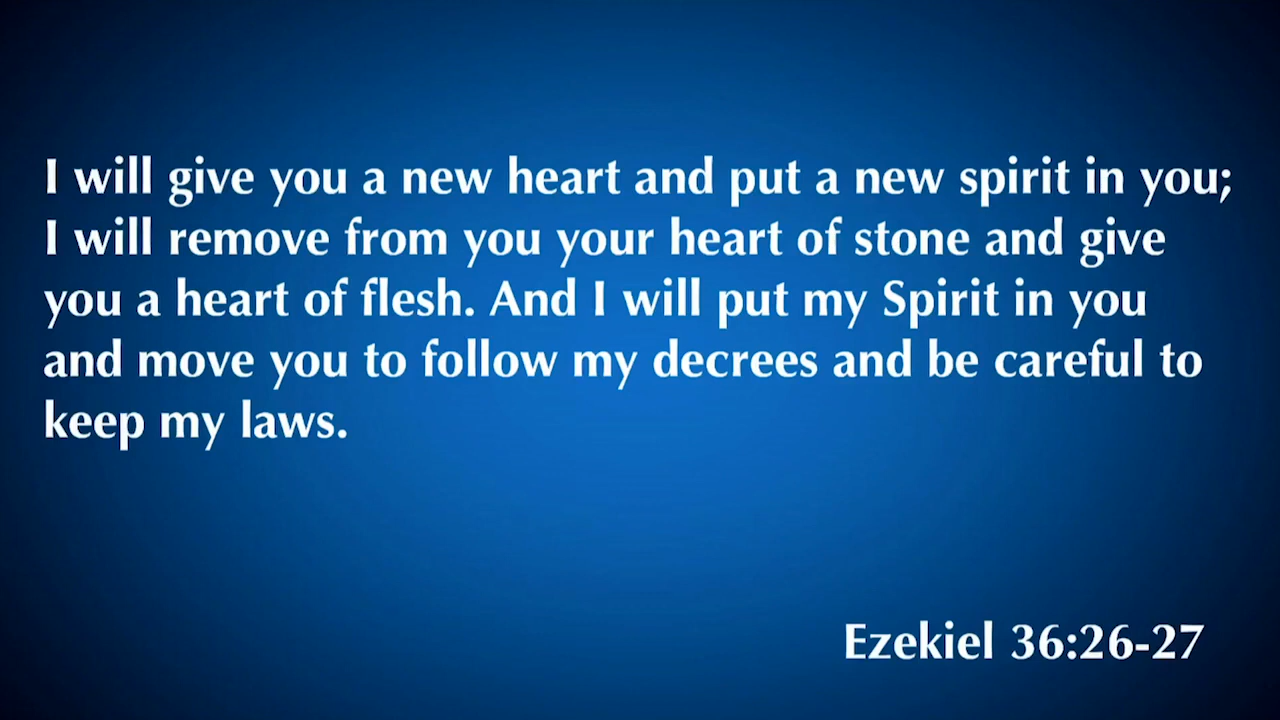 I will give you a new heart and put a new spirit in you;
I will remove from you your heart of stone and give
you a heart of flesh. And I will put my Spirit in you
and move you to follow my decrees and be careful to
keep my laws.
Ezekiel 36:26-27